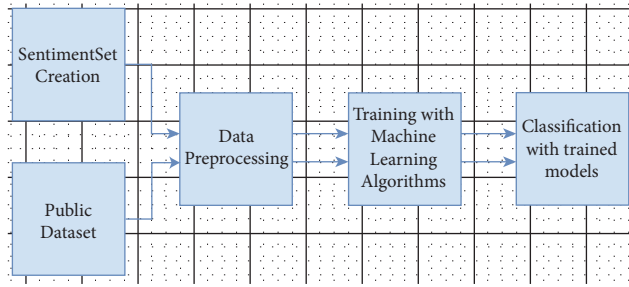 SentimentSet
Creation
Public
Dataset
Data
Preprocessing
Training with
Machine
Learning
Algorithms
Classification
with trained
models